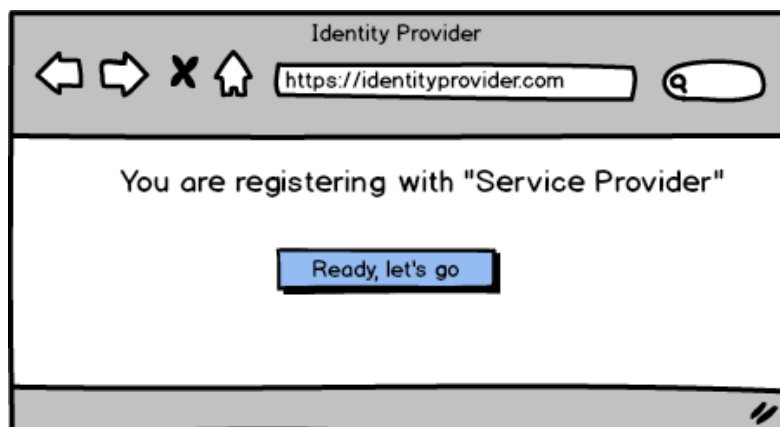 Identity Provider
https://identityprovider.com
You are registering with "Service Provider"
Ready, let's go